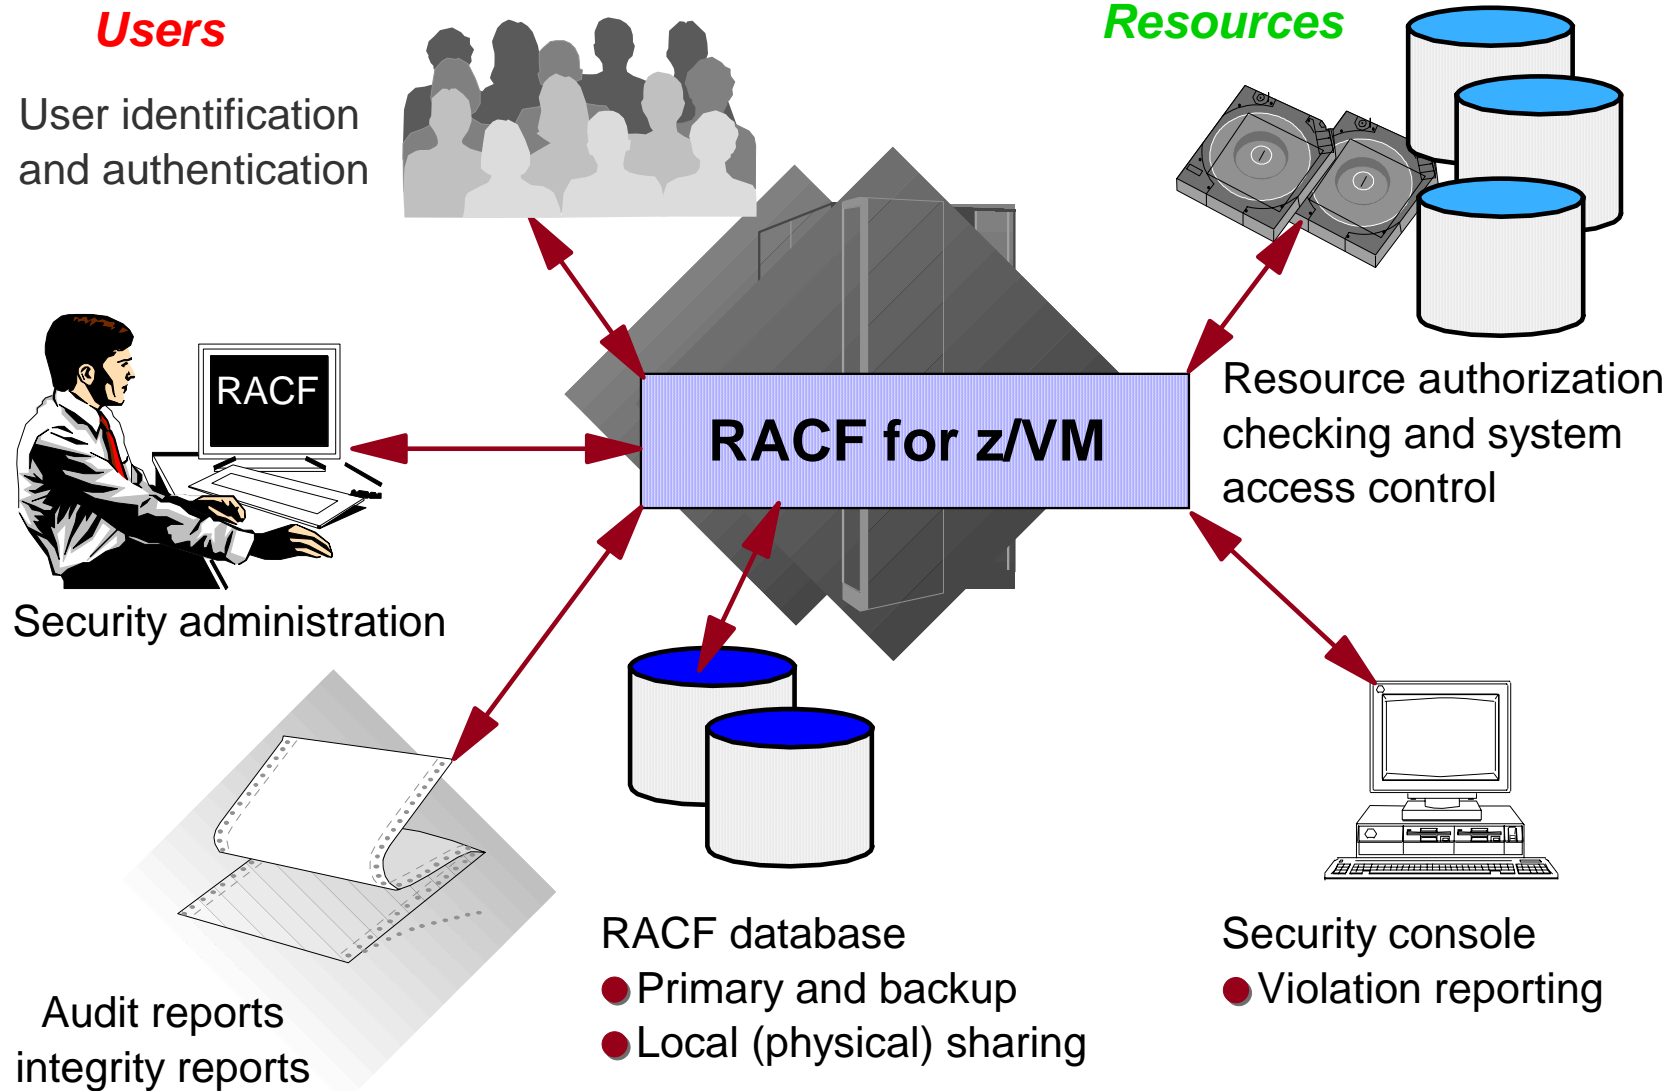 Users
Resources
User identification
and authentication
RACF
RACF for z/VM
Resource authorization
checking and system
access control
Security administration
RACF database
Primary and backup
Local (physical) sharing
Security console
Violation reporting
Audit reports
integrity reports